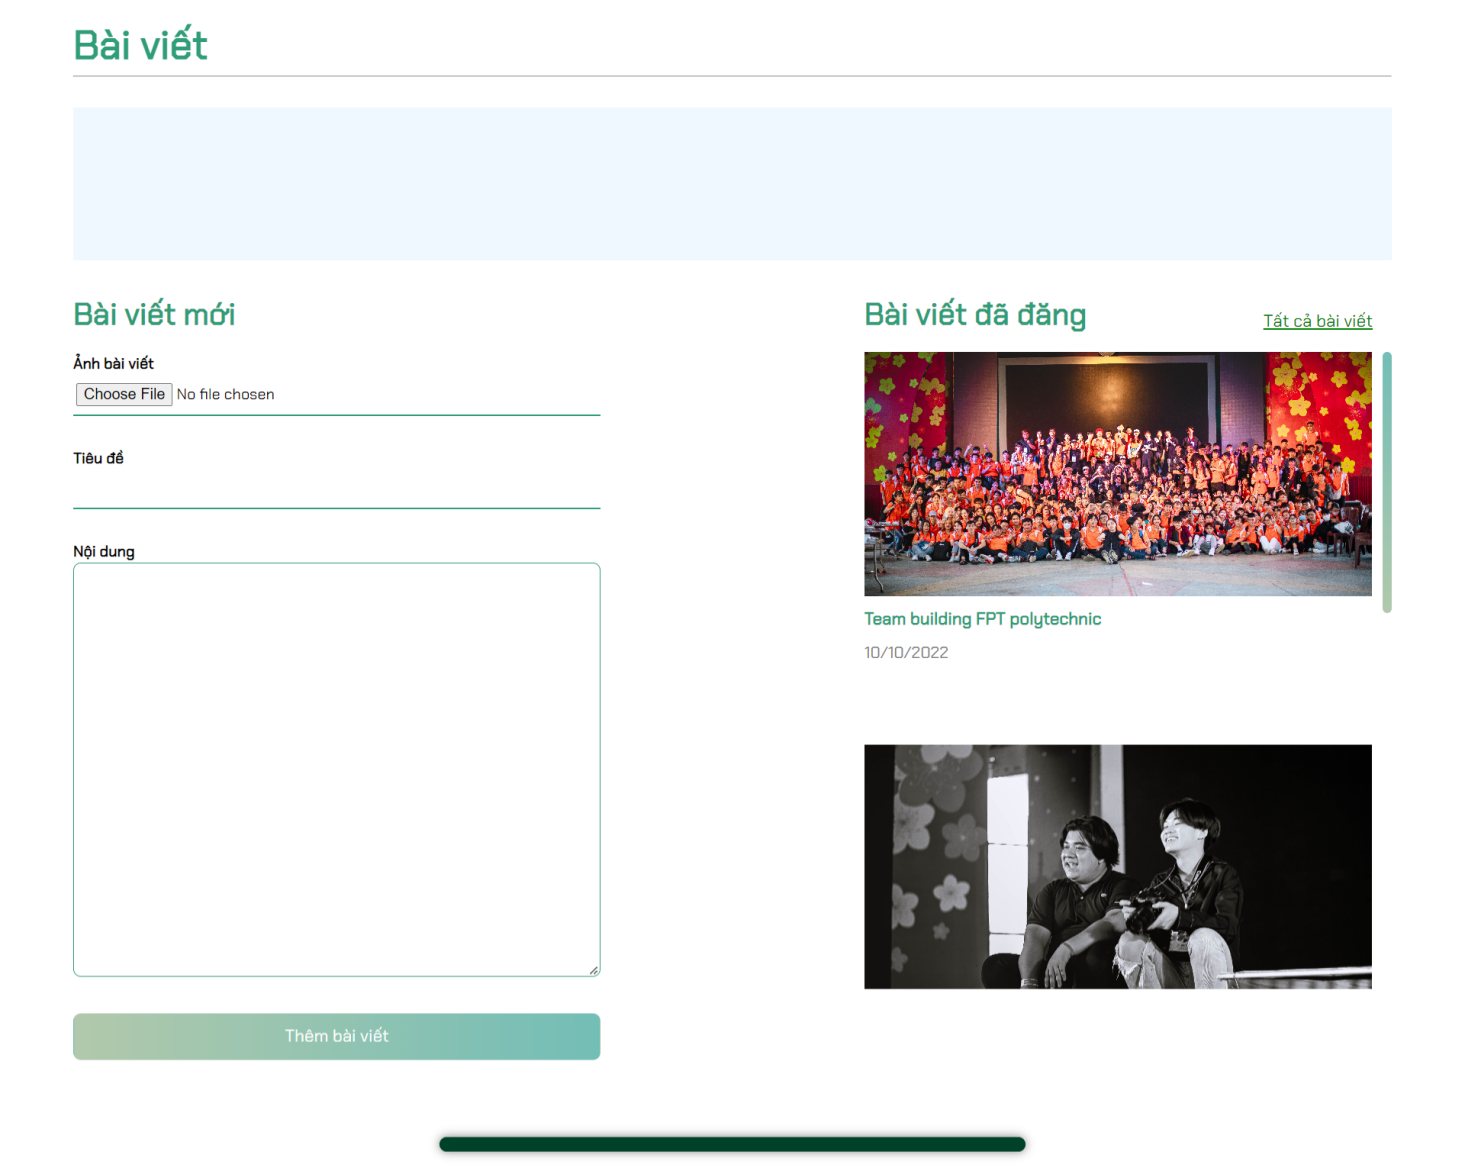 Bài viết
Bài viết mới
Ảnh bài viết
Choose File No file chosen
Tiêu đề
Nội dung
Thêm bài viết
Bài viết đã đăng
Tất cả bài viết
Team building FPT polytechnic
10/10/2022